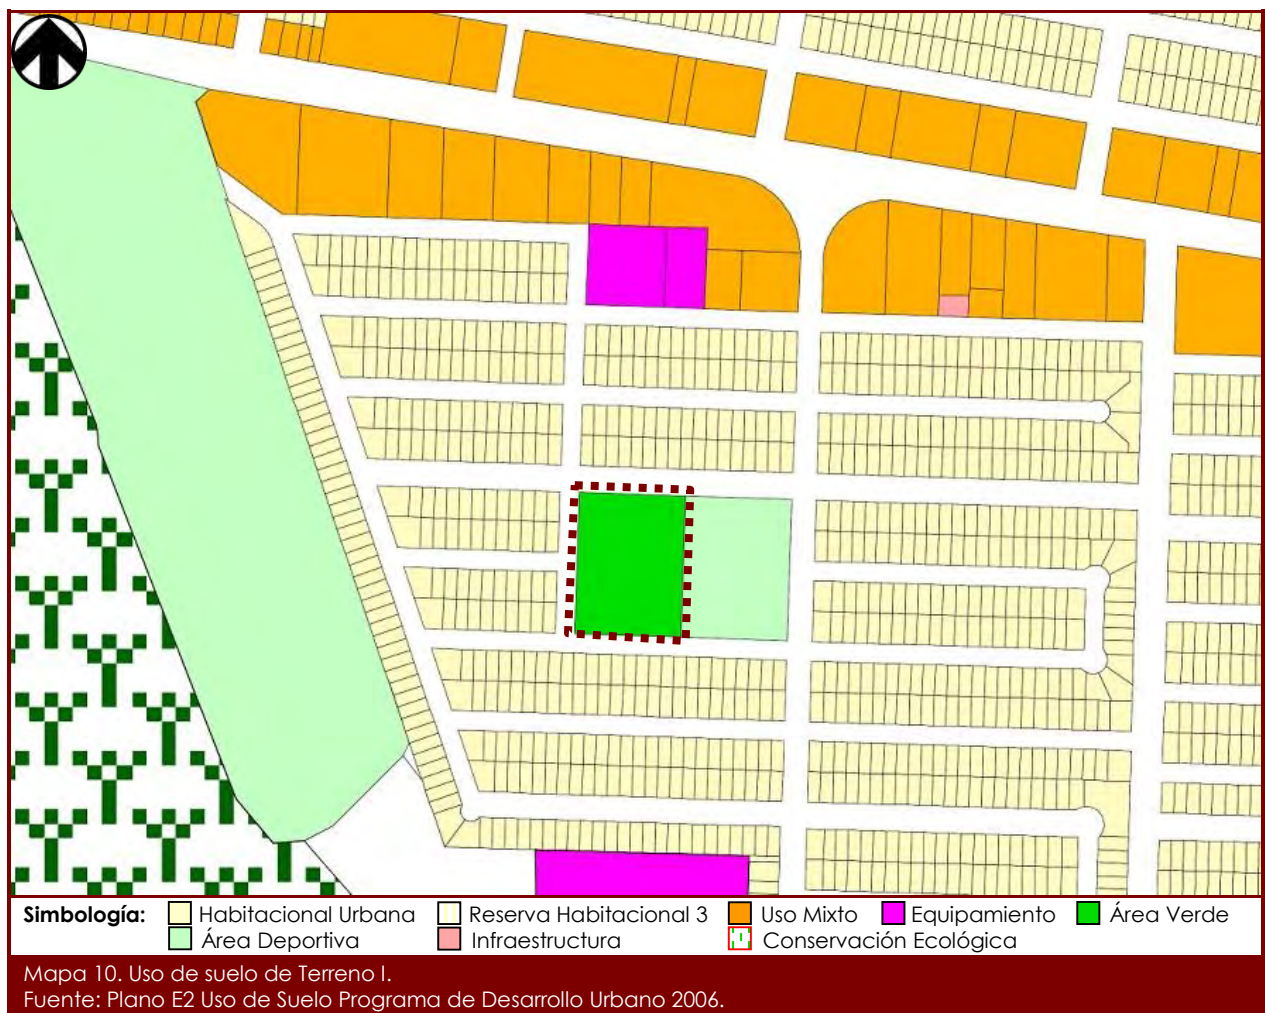 Simbología: Habitacional Urbana Reserva Habitacional 3 Uso Mixto Equipamiento Área Verde
Área Deportiva Infraestructura Conservación Ecológica
Mapa 10. Uso de suelo de Terreno I.
Fuente: Plano E2 Uso de Suelo Programa de Desarrollo Urbano 2006.